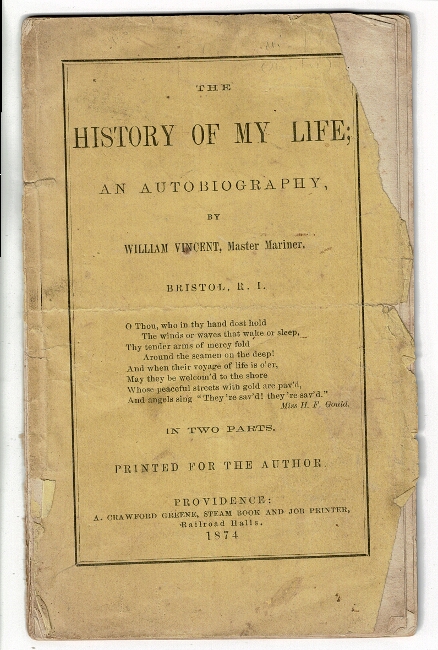 THE
HISTORY OF MY LIFE;
AN AUTOBIOGRAPHY,
BY
WILLIAM VINCENT, Master Mariner.
BRISTOL, R. I.
O Thou, who in thy hand dost hold
The winds or waves that wake or sleep,
Thy tender arms of mercy fold
Around the seamen on the deep!
And when their voyage of life is o'er,
May they be welcom'd to the shore
Whose peaceful streets with gold are pav'd,
And angels sing "They're sav'd! they're sav'd."
Miss H. F. Gould.
IN TWO PARTS.
PRINTED FOR THE AUTHOR.
PROVIDENCE:
A. CRAWFORD GREENE, STEAM BOOK AND JOB PRINTER,
Railroad Halls.
1874